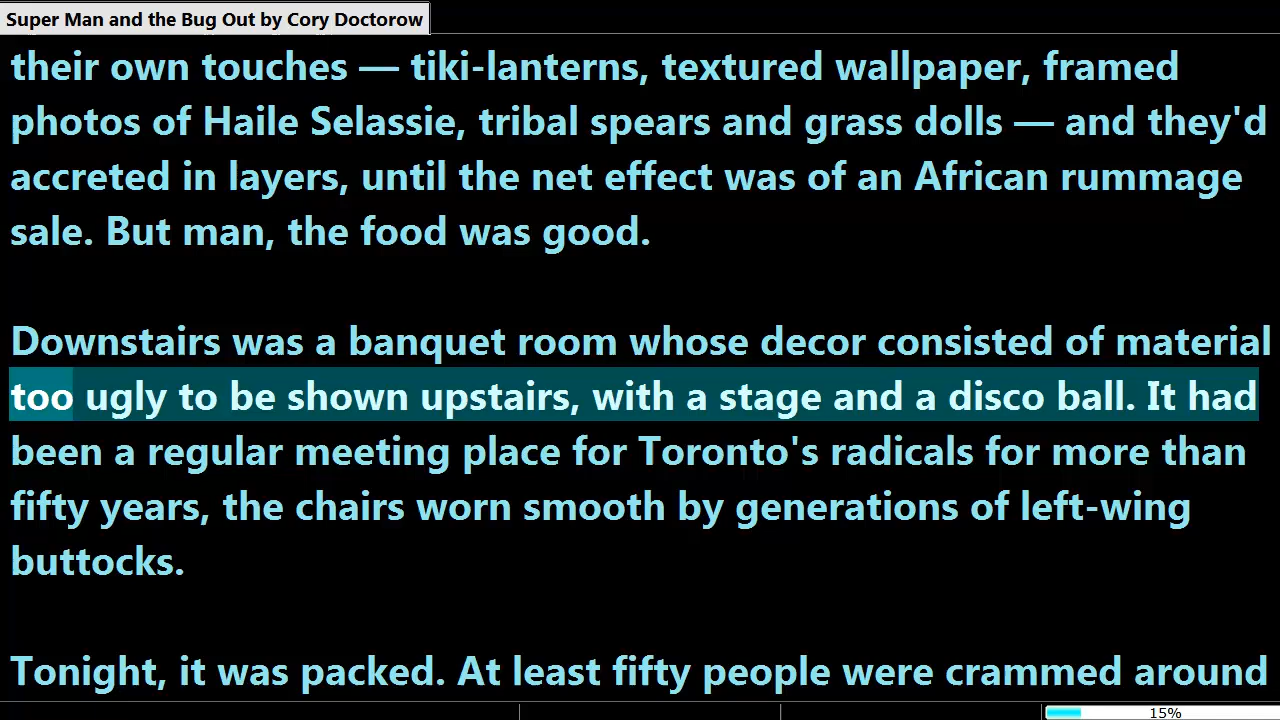 Super Man and the Bug Out by Cory Doctorow
their own touches — tiki-lanterns, textured wallpaper, framed
photos of Haile Selassie, tribal spears and grass dolls — and they'd
accreted in layers, until the net effect was of an African rummage
sale. But man, the food was good.
Downstairs was a banquet room whose decor consisted of material
too ugly to be shown upstairs, with a stage and a disco ball. It had
been a regular meeting place for Toronto's radicals for more than
fifty years, the chairs worn smooth by generations of left-wing
buttocks.
Tonight, it was packed. At least fifty people were crammed around
15%